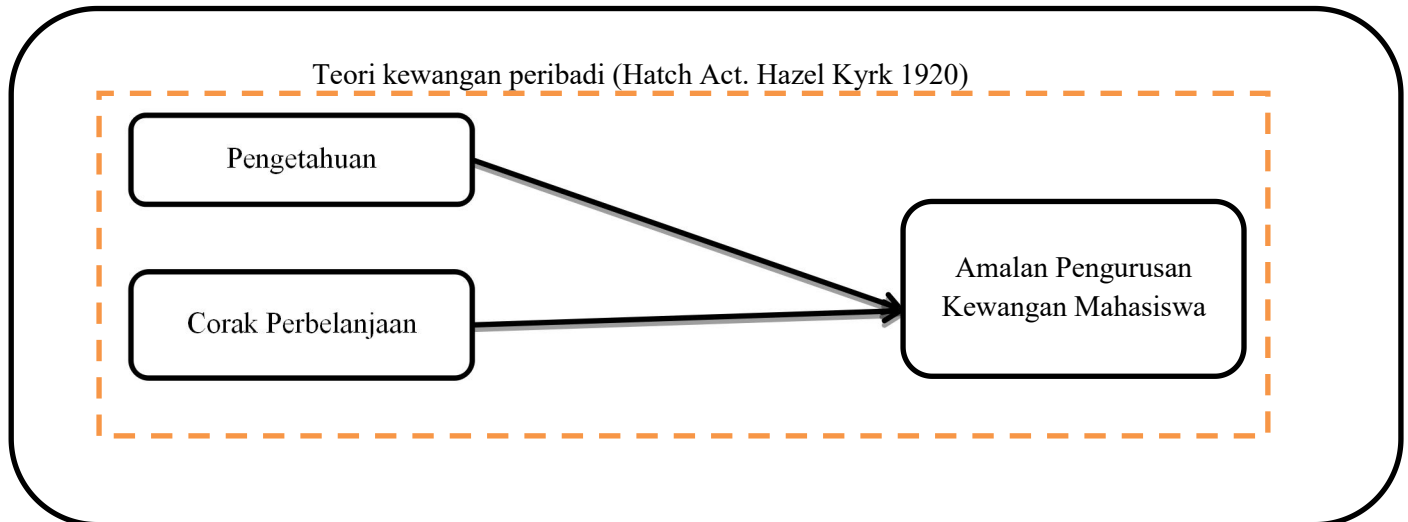 Teori kewangan peribadi (Hatch Act. Hazel Kyrk 1920)
Pengetahuan
Corak Perbelanjaan
Amalan Pengurusan
Kewangan Mahasiswa